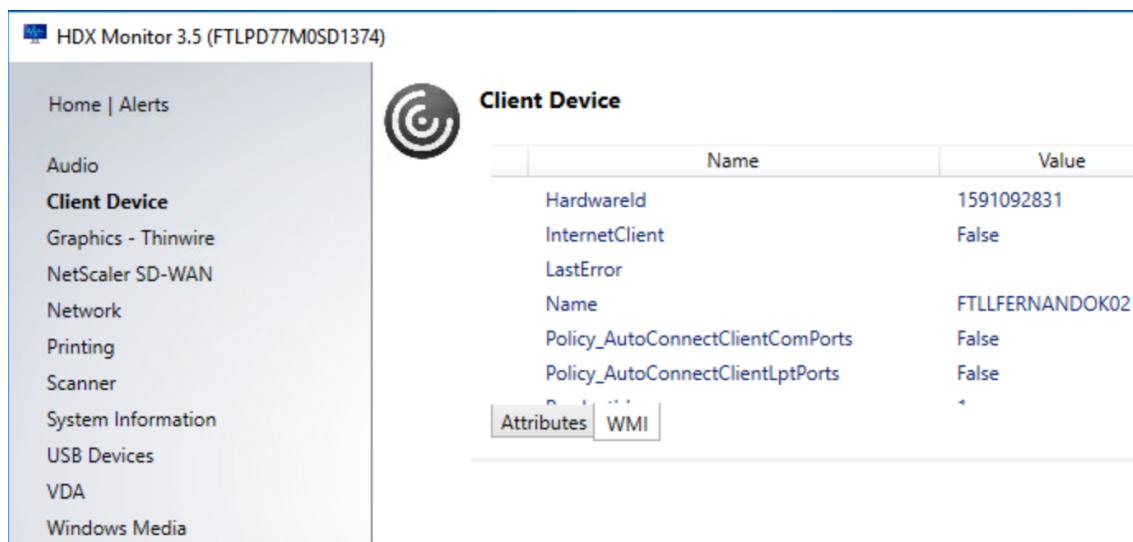 HDX Monitor 3.5 (FTLPD77M0SD1374)
Home | Alerts
Audio
Client Device
Graphics - Thinwire
NetScaler SD-WAN
Network
Printing
Scanner
System Information
USB Devices
VDA
Windows Media
Client Device
Name Value
HardwareId 1591092831
InternetClient False
LastError
Name FTLLFERNANDOK02
Policy_AutoConnectClientComPorts False
Policy_AutoConnectClientLptPorts False
Attributes WMI